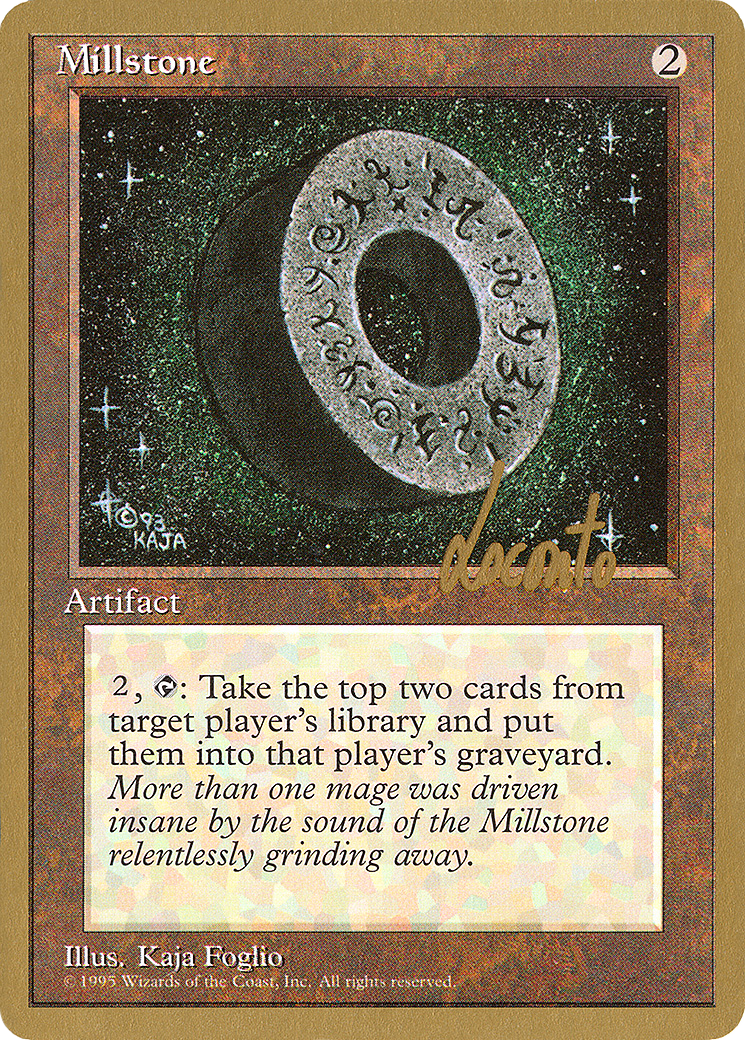 Millstone 2
©93
KAJA
Loconto
Artifact
2, : Take the top two cards from
target player's library and put
them into that player's graveyard.
More than one mage was driven
insane by the sound of the Millstone
relentlessly grinding away.
Illus. Kaja Foglio
© 1995 Wizards of the Coast, Inc. All rights reserved.